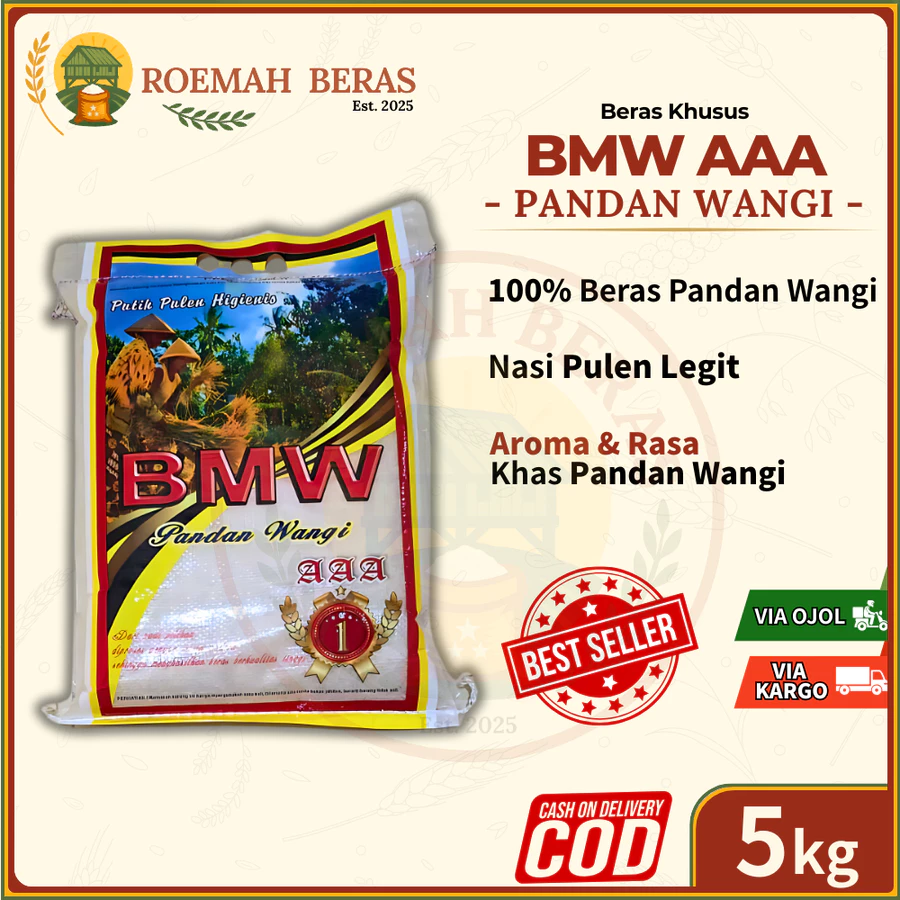 ROEMAH BERAS
Est. 2025
Beras Khusus
BMW AAA
- PANDAN WANGI -
100% Beras Pandan Wangi
Nasi Pulen Legit
Aroma & Rasa
Khas Pandan Wangi
Putih Pulen Higienis
BMW
Pandan Wangi
AAA
1
BEST SELLER
VIA OJOL
VIA
KARGO
Est. 2025
CASH ON DELIVERY
COD
5kg